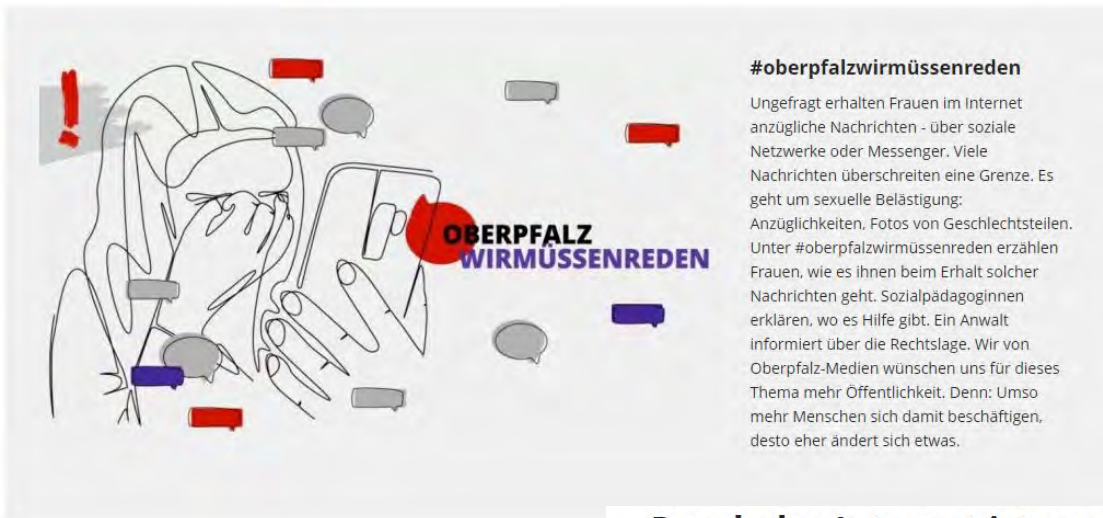 OBERPFALZ
WIRMÜSSENREDEN
#oberpfalzwirmüssenreden
Ungefragt erhalten Frauen im Internet
anzügliche Nachrichten - über soziale
Netzwerke oder Messenger. Viele
Nachrichten überschreiten eine Grenze. Es
geht um sexuelle Belästigung:
Anzüglichkeiten, Fotos von Geschlechtsteilen.
Unter #oberpfalzwirmüssenreden erzählen
Frauen, wie es ihnen beim Erhalt solcher
Nachrichten geht. Sozialpädagoginnen
erklären, wo es Hilfe gibt. Ein Anwalt
informiert über die Rechtslage. Wir von
Oberpfalz-Medien wünschen uns für dieses
Thema mehr Öffentlichkeit. Denn: Umso
mehr Menschen sich damit beschäftigen,
desto eher ändert sich etwas.